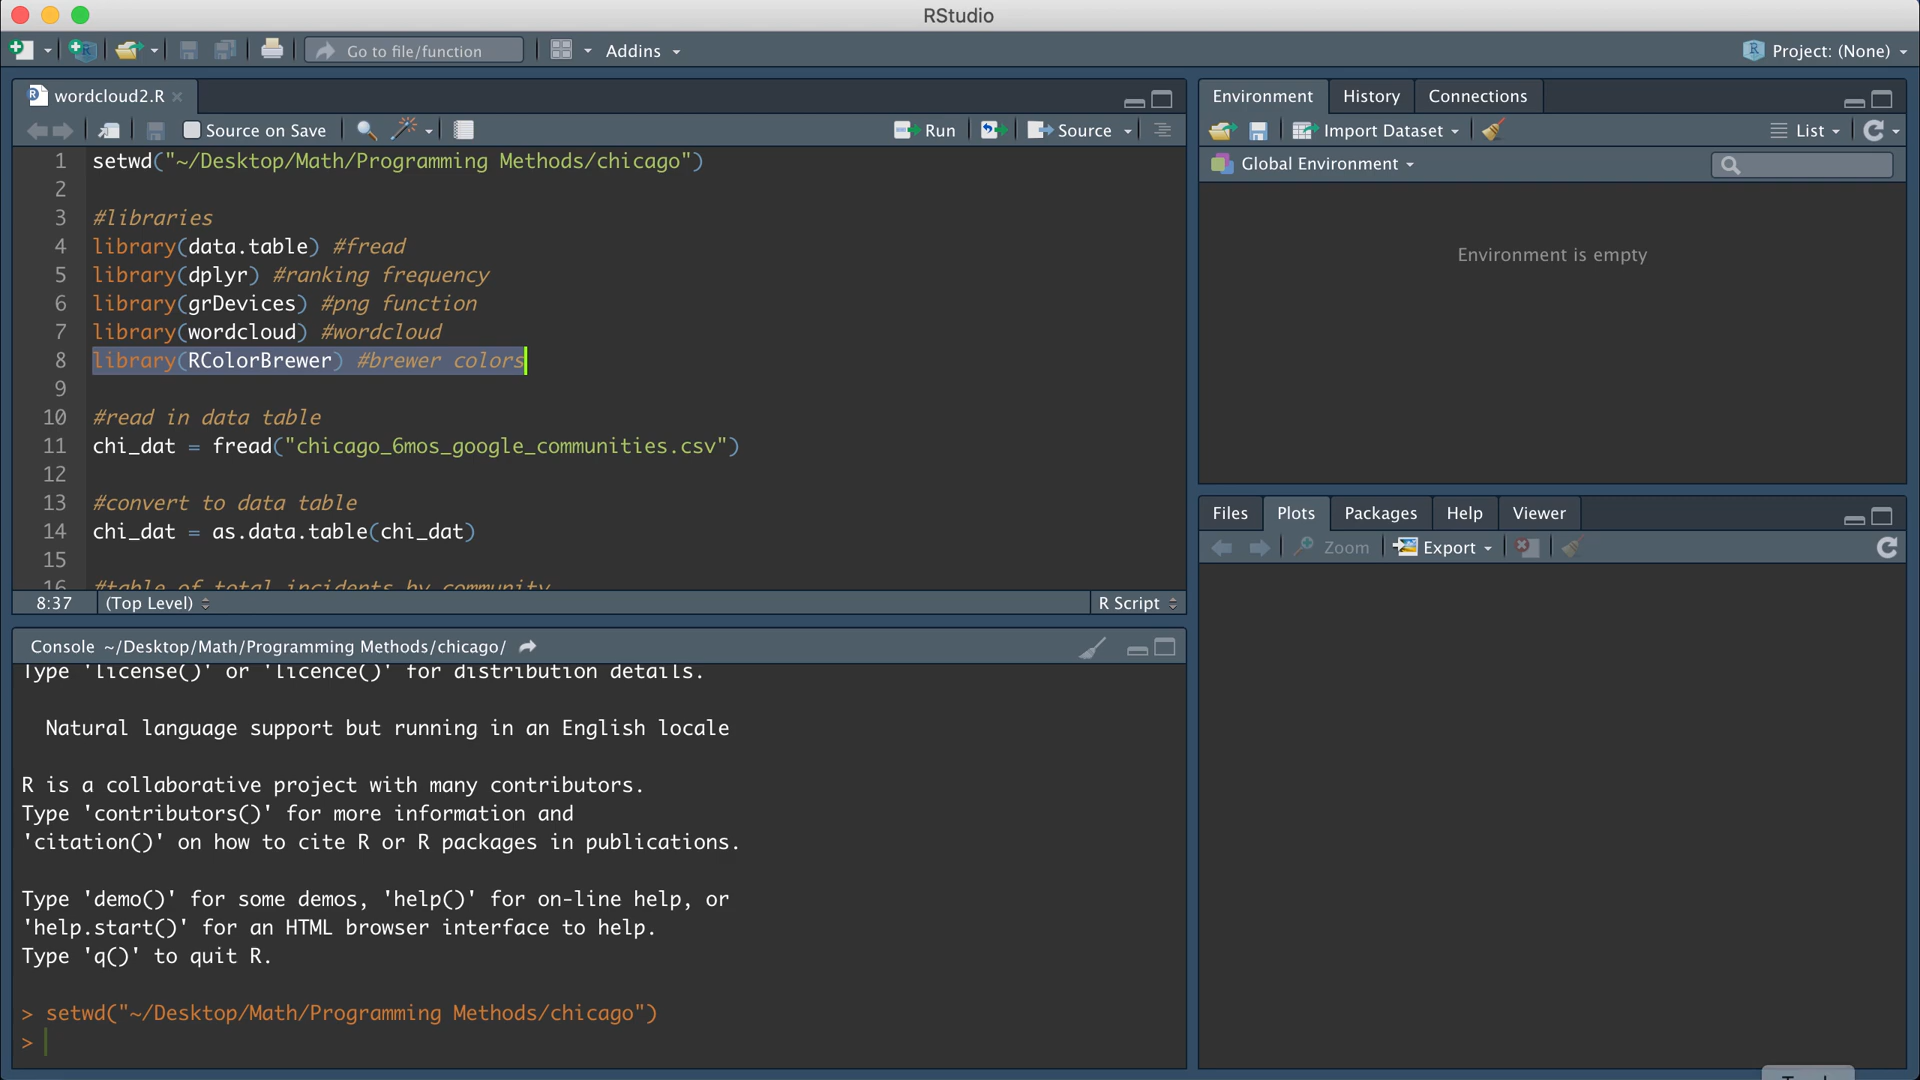 RStudio
Go to file/function
Addins
Project: (None)
wordcloud2.R
Source on Save
Run
Source
1 setwd("~/Desktop/Math/Programming Methods/chicago")
2
3 #libraries
4 library(data.table) #fread
5 library(dplyr) #ranking frequency
6 library(grDevices) #png function
7 library(wordcloud) #wordcloud
8 library(RColorBrewer) #brewer colors
9
10 #read in data table
11 chi_dat = fread("chicago_6mos_google_communities.csv")
12
13 #convert to data table
14 chi_dat = as.data.table(chi_dat)
15
16 #table of total incidents by community
8:37 (Top Level) R Script
Console ~/Desktop/Math/Programming Methods/chicago/
Type 'license()' or 'licence()' for distribution details.
Natural language support but running in an English locale
R is a collaborative project with many contributors.
Type 'contributors()' for more information and
'citation()' on how to cite R or R packages in publications.
Type 'demo()' for some demos, 'help()' for on-line help, or
'help.start()' for an HTML browser interface to help.
Type 'q()' to quit R.
> setwd("~/Desktop/Math/Programming Methods/chicago")
>
Environment History Connections
Import Dataset List
Global Environment
Environment is empty
Files Plots Packages Help Viewer
Zoom Export